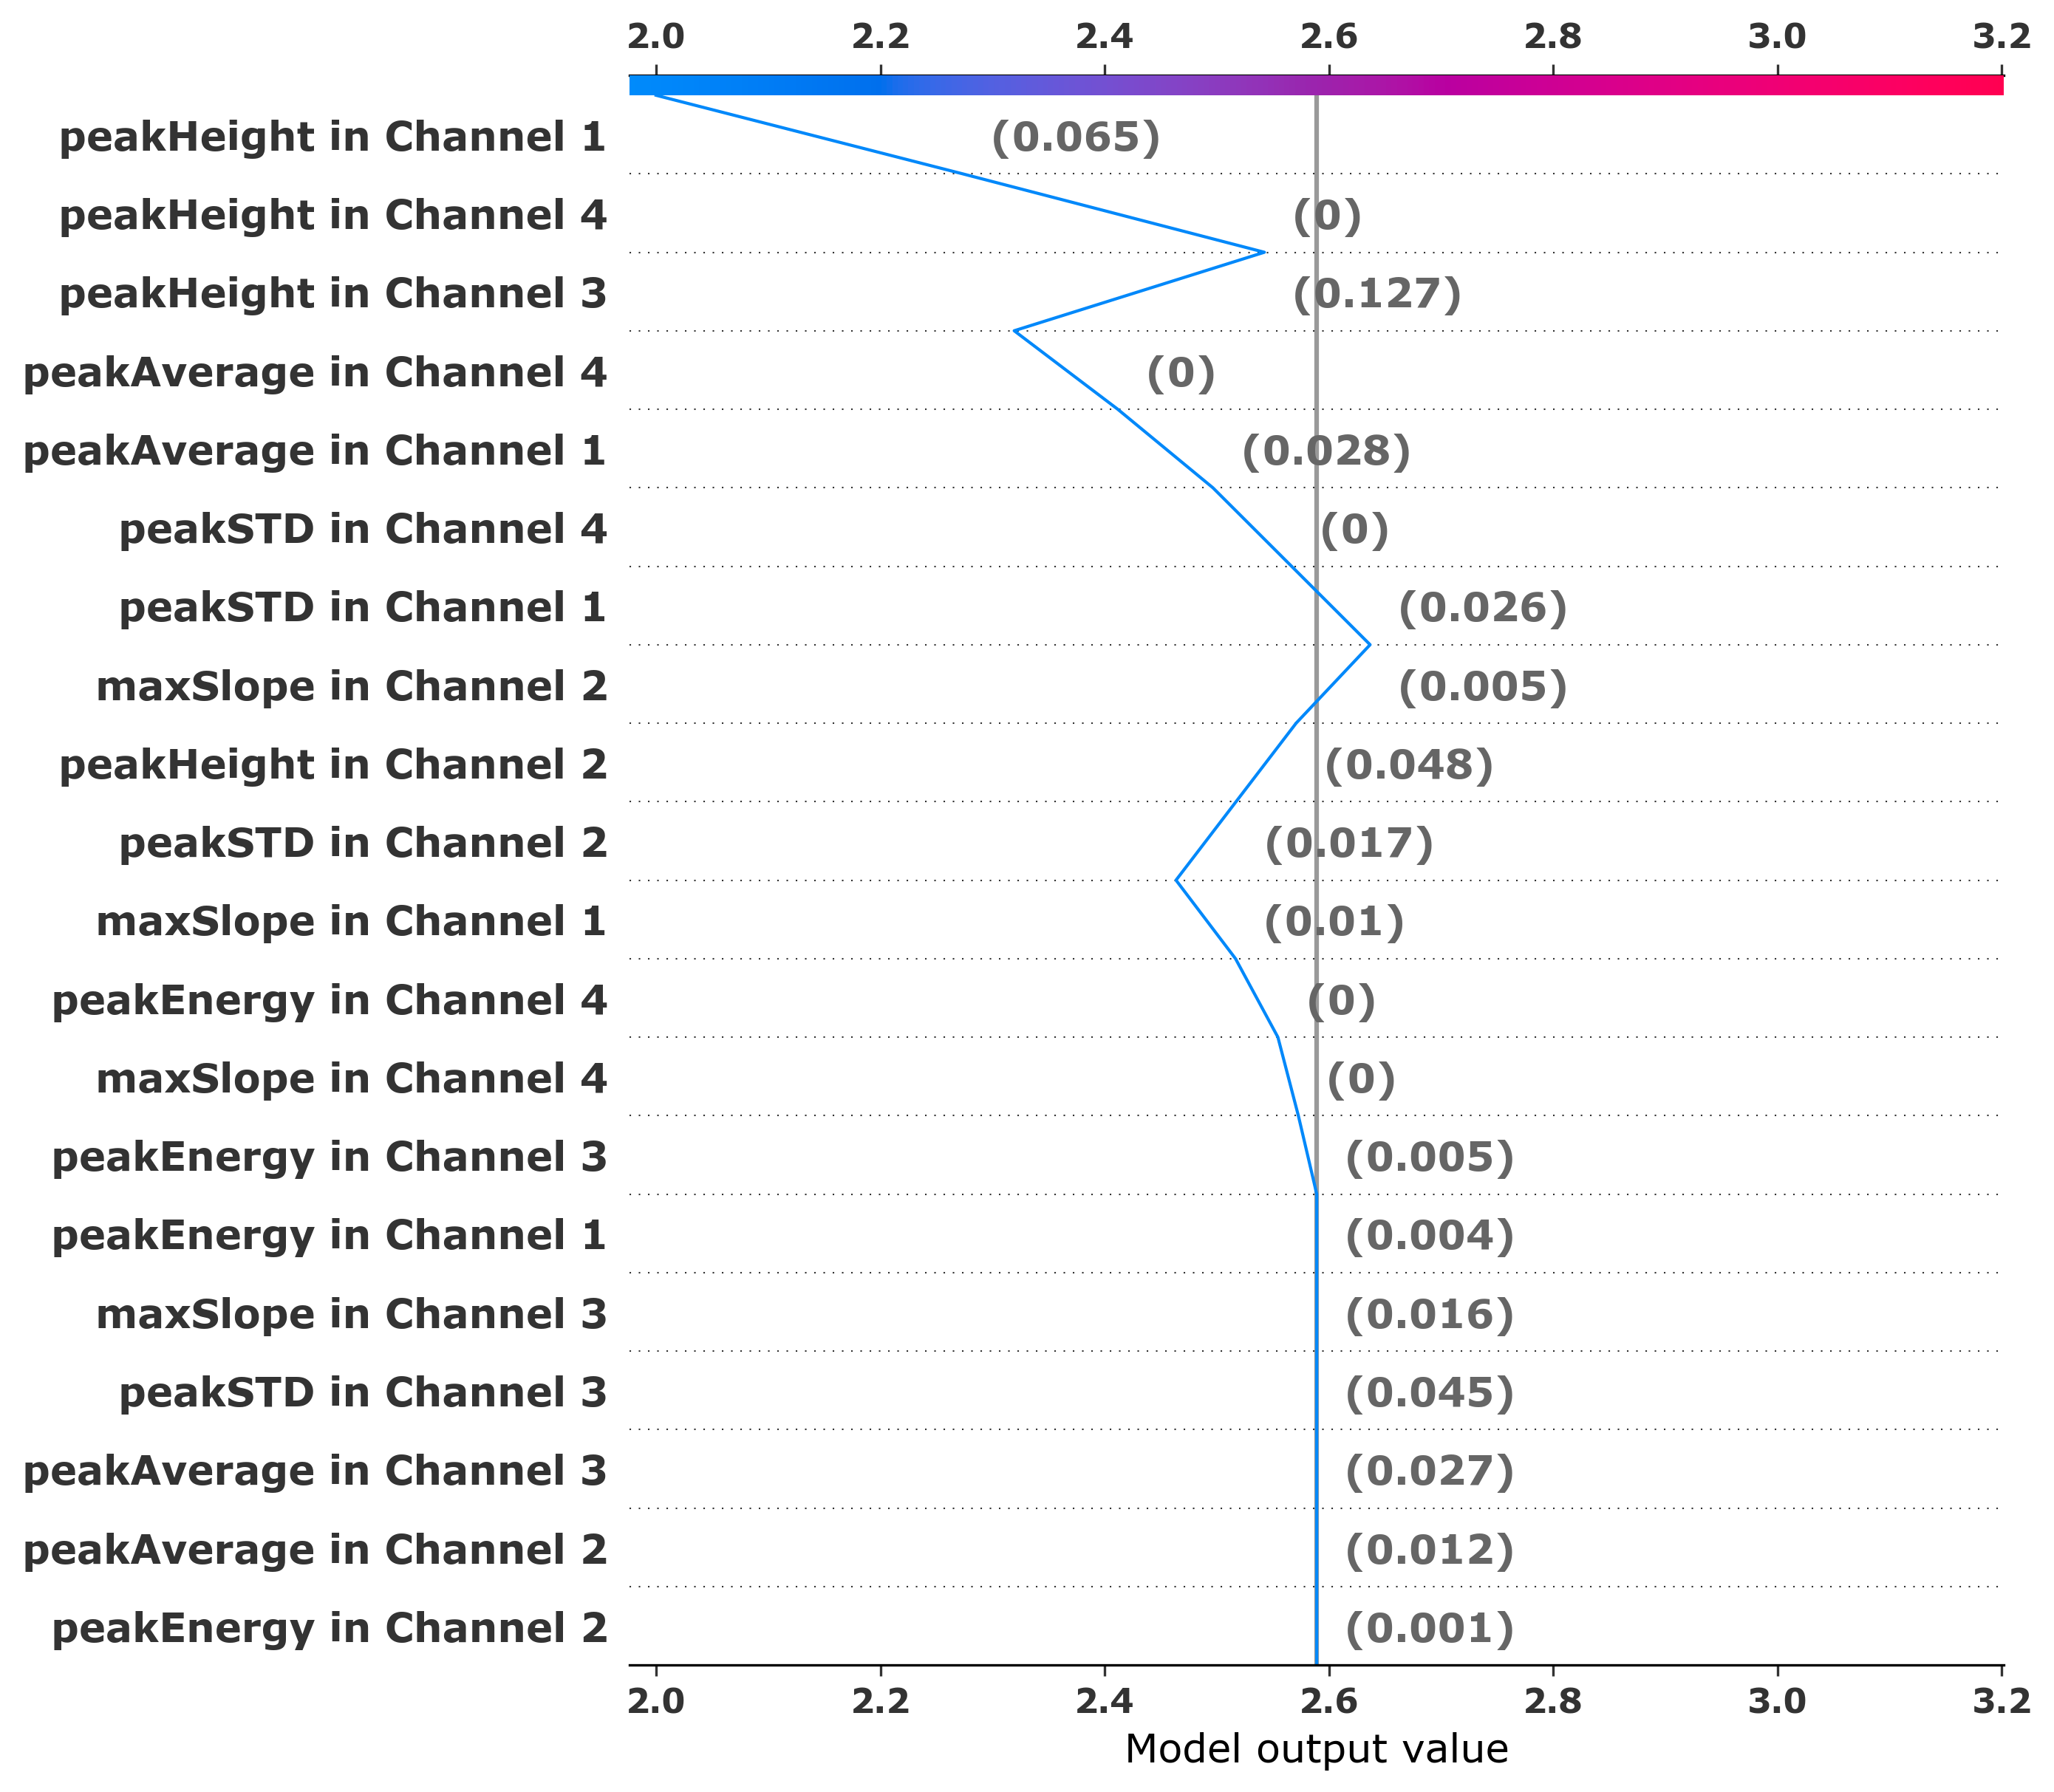 2.0 2.2 2.4 2.6 2.8 3.0 3.2
peakHeight in Channel 1 (0.065)
peakHeight in Channel 4 (0)
peakHeight in Channel 3 (0.127)
peakAverage in Channel 4 (0)
peakAverage in Channel 1 (0.028)
peakSTD in Channel 4 (0)
peakSTD in Channel 1 (0.026)
maxSlope in Channel 2 (0.005)
peakHeight in Channel 2 (0.048)
peakSTD in Channel 2 (0.017)
maxSlope in Channel 1 (0.01)
peakEnergy in Channel 4 (0)
maxSlope in Channel 4 (0)
peakEnergy in Channel 3 (0.005)
peakEnergy in Channel 1 (0.004)
maxSlope in Channel 3 (0.016)
peakSTD in Channel 3 (0.045)
peakAverage in Channel 3 (0.027)
peakAverage in Channel 2 (0.012)
peakEnergy in Channel 2 (0.001)
2.0 2.2 2.4 2.6 2.8 3.0 3.2
Model output value